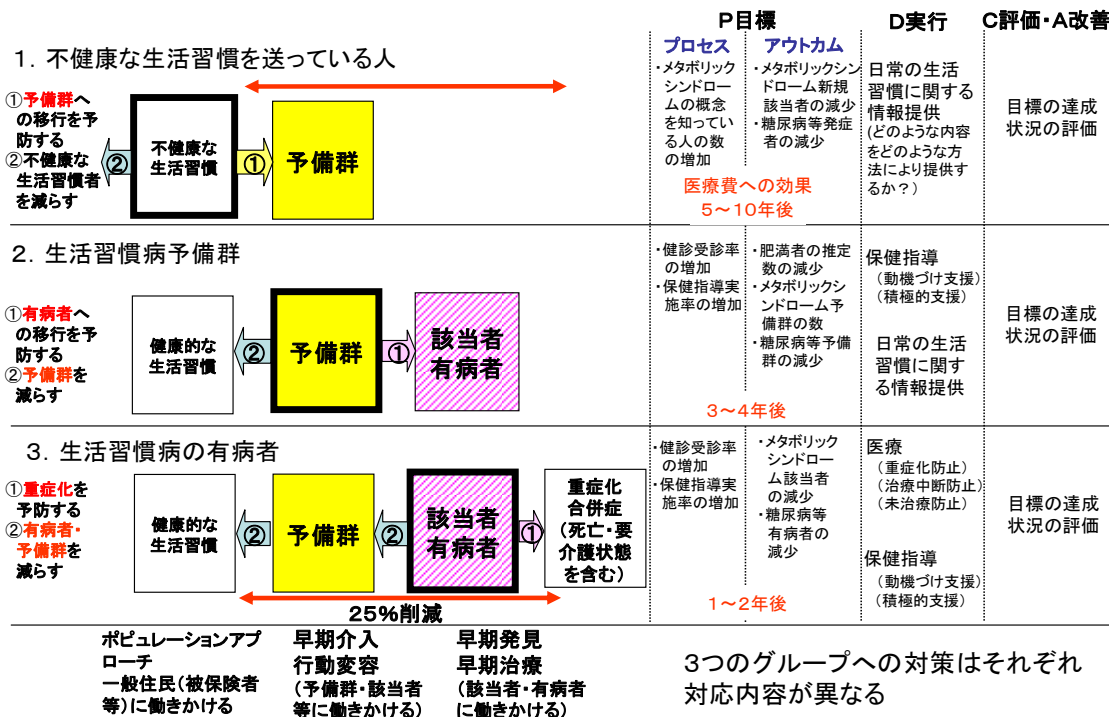 P目標
D実行
C評価・A改善
プロセス
アウトカム
1．不健康な生活習慣を送っている人
①予備群へ
の移行を予
防する
②不健康な
生活習慣者
を減らす
②
不健康な
生活習慣
①
予備群
・メタボリック
シンドロー
ムの概念
を知ってい
る人の数
の増加
・メタボリックシン
ドローム新規
該当者の減少
・糖尿病等発症
者の減少
医療費への効果
5～10年後
日常の生活
習慣に関する
情報提供
(どのような内容
をどのような方
法により提供す
るか？)
目標の達成
状況の評価
2．生活習慣病予備群
①有病者へ
の移行を予
防する
②予備群を
減らす
健康的な
生活習慣
②
予備群
①
該当者
有病者
・健診受診率
の増加
・保健指導実
施率の増加
・肥満者の推定
数の減少
・メタボリックシ
ンドローム予
備群の数
・糖尿病等予備
群の減少
3～4年後
保健指導
（動機づけ支援）
（積極的支援）
日常の生活
習慣に関す
る情報提供
目標の達成
状況の評価
3．生活習慣病の有病者
①重症化を
予防する
②有病者・
予備群を
減らす
健康的な
生活習慣
②
予備群
②
該当者
有病者
①
重症化
合併症
（死亡・要
介護状態
を含む）
25％削減
・健診受診率
の増加
・保健指導実
施率の増加
・メタボリック
シンドロー
ム該当者
の減少
・糖尿病等
有病者の
減少
1～2年後
医療
（重症化防止）
（治療中断防止）
（未治療防止）
保健指導
（動機づけ支援）
（積極的支援）
目標の達成
状況の評価
ポピュレーションアプ
ローチ
一般住民（被保険者
等）に働きかける
早期介入
行動変容
（予備群・該当者
等に働きかける）
早期発見
早期治療
（該当者・有病者
に働きかける）
3つのグループへの対策はそれぞれ
対応内容が異なる